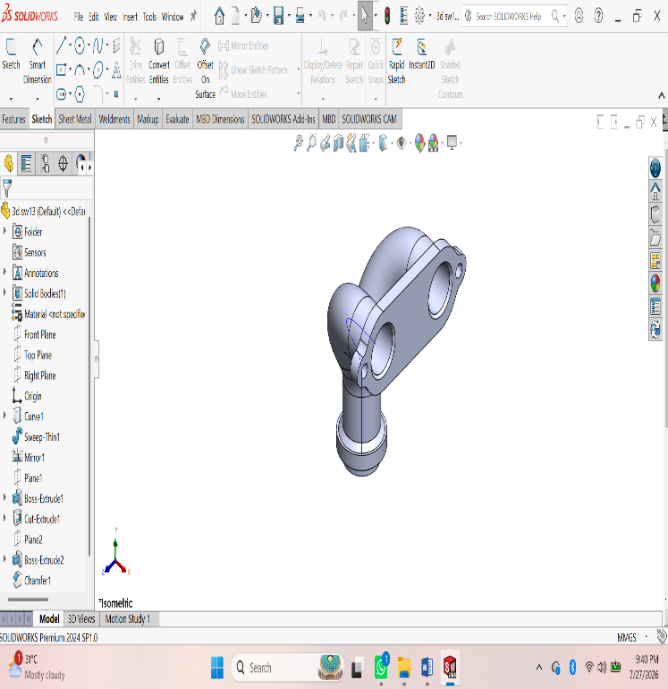 SOLIDWORKS File Edit View Insert Tools Window 3d sw1... Search SOLIDWORKS Help
Sketch Smart Dimension Trim Entities Convert Entities Offset Entities Offset On Surface Mirror Entities Linear Sketch Pattern Move Entities Display/Delete Relations Repair Sketch Quick Snaps Rapid Sketch Instant2D Shaded Sketch Contours
Features Sketch Sheet Metal Weldments Markup Evaluate MBD Dimensions SOLIDWORKS Add-Ins MBD SOLIDWORKS CAM
3d sw13 (Default) <<Defau
Folder
Sensors
Annotations
Solid Bodies(1)
Material <not specifie
Front Plane
Top Plane
Right Plane
Origin
Curve1
Sweep-Thin1
Mirror1
Plane1
Boss-Extrude1
Cut-Extrude1
Plane2
Boss-Extrude2
Chamfer1
*Isometric
Model 3D Views Motion Study 1
SOLIDWORKS Premium 2024 SP1.0 MMGS -
31°C
Mostly cloudy
Search
9:40 PM
7/27/2026